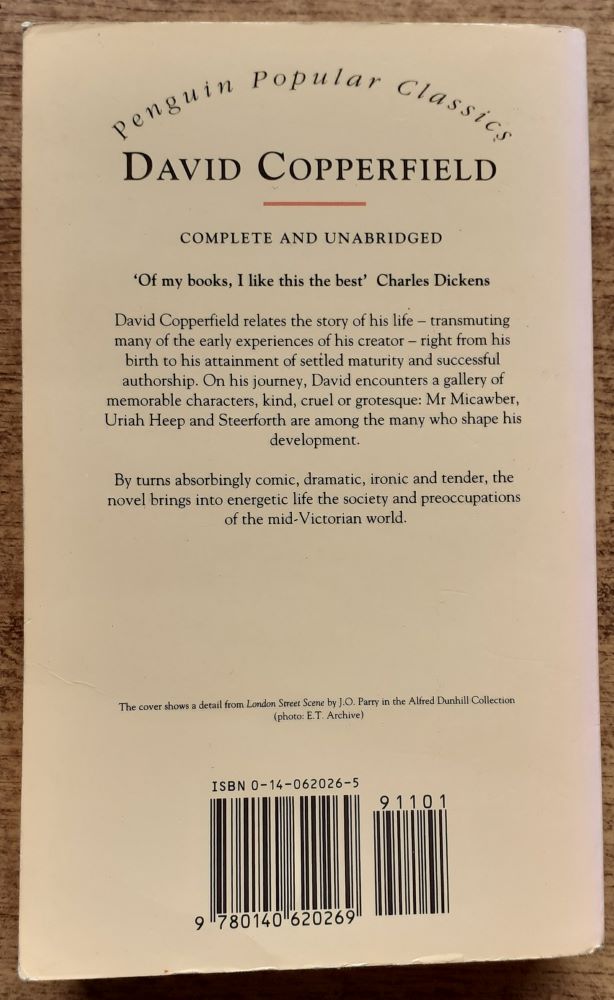 Penguin Popular Classics
DAVID COPPERFIELD
COMPLETE AND UNABRIDGED
‘Of my books, I like this the best’ Charles Dickens
David Copperfield relates the story of his life – transmuting
many of the early experiences of his creator – right from his
birth to his attainment of settled maturity and successful
authorship. On his journey, David encounters a gallery of
memorable characters, kind, cruel or grotesque: Mr Micawber,
Uriah Heep and Steerforth are among the many who shape his
development.
By turns absorbingly comic, dramatic, ironic and tender, the
novel brings into energetic life the society and preoccupations
of the mid-Victorian world.
The cover shows a detail from London Street Scene by J.O. Parry in the Alfred Dunhill Collection
(photo: E.T. Archive)
ISBN 0-14-062026-5
91101
9 780140 620269